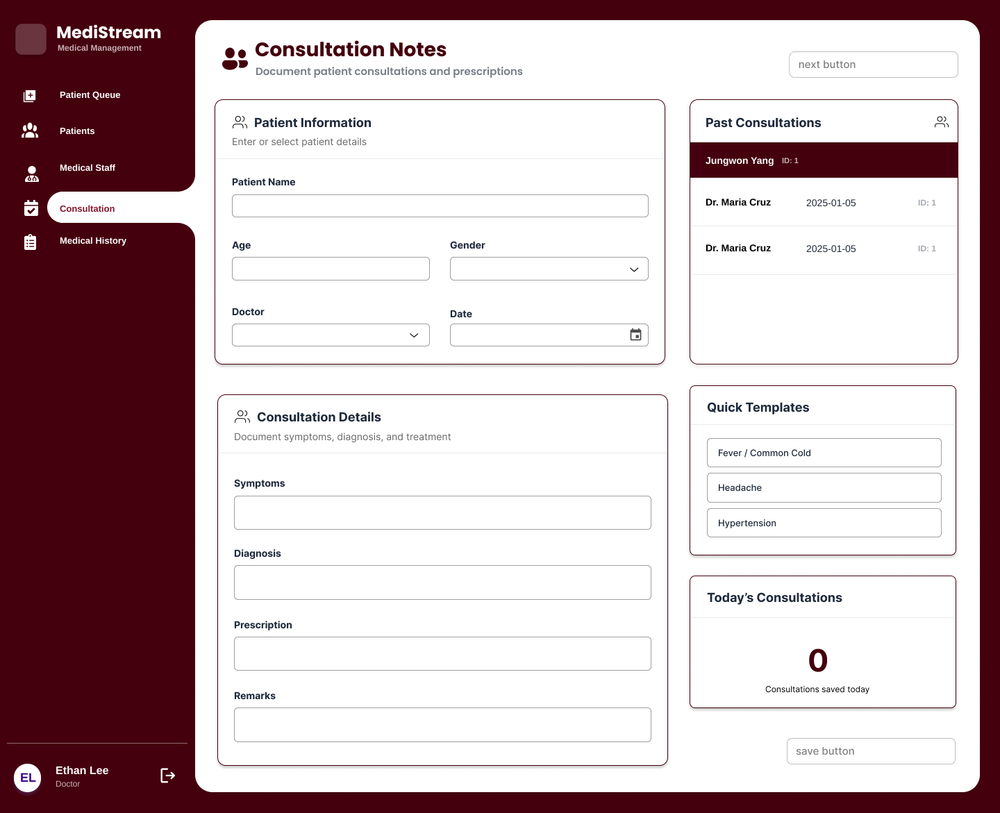 MediStream
Medical Management
Patient Queue
Patients
Medical Staff
Consultation
Medical History
EL
Ethan Lee
Doctor
Consultation Notes
Document patient consultations and prescriptions
next button
Patient Information
Enter or select patient details
Patient Name
Age
Gender
Doctor
Date
Consultation Details
Document symptoms, diagnosis, and treatment
Symptoms
Diagnosis
Prescription
Remarks
Past Consultations
Jungwon Yang ID: 1
Dr. Maria Cruz 2025-01-05 ID: 1
Dr. Maria Cruz 2025-01-05 ID: 1
Quick Templates
Fever / Common Cold
Headache
Hypertension
Today’s Consultations
0
Consultations saved today
save button